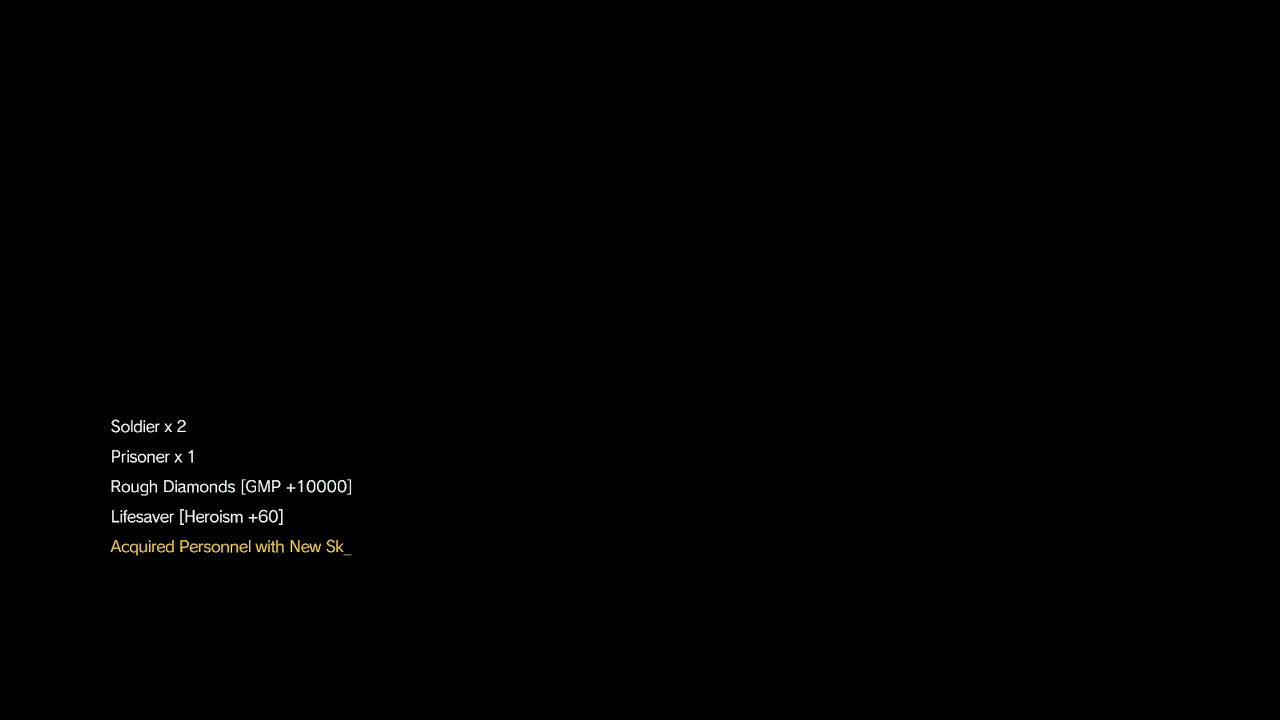 Soldier x 2
Prisoner x 1
Rough Diamonds [GMP +10000]
Lifesaver [Heroism +60]
Acquired Personnel with New Sk_